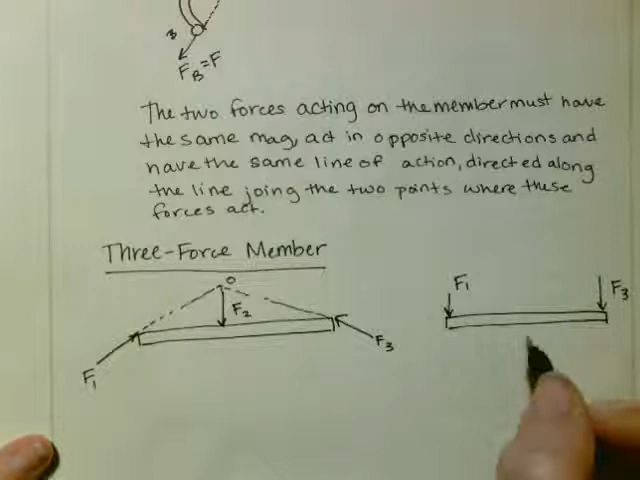 3
F_B = F
The two forces acting on the member must have
the same mag, act in opposite directions and
have the same line of action, directed along
the line joing the two points where these
forces act.
Three-Force Member
O
F₂
F₁
F₃
F₁
F₃